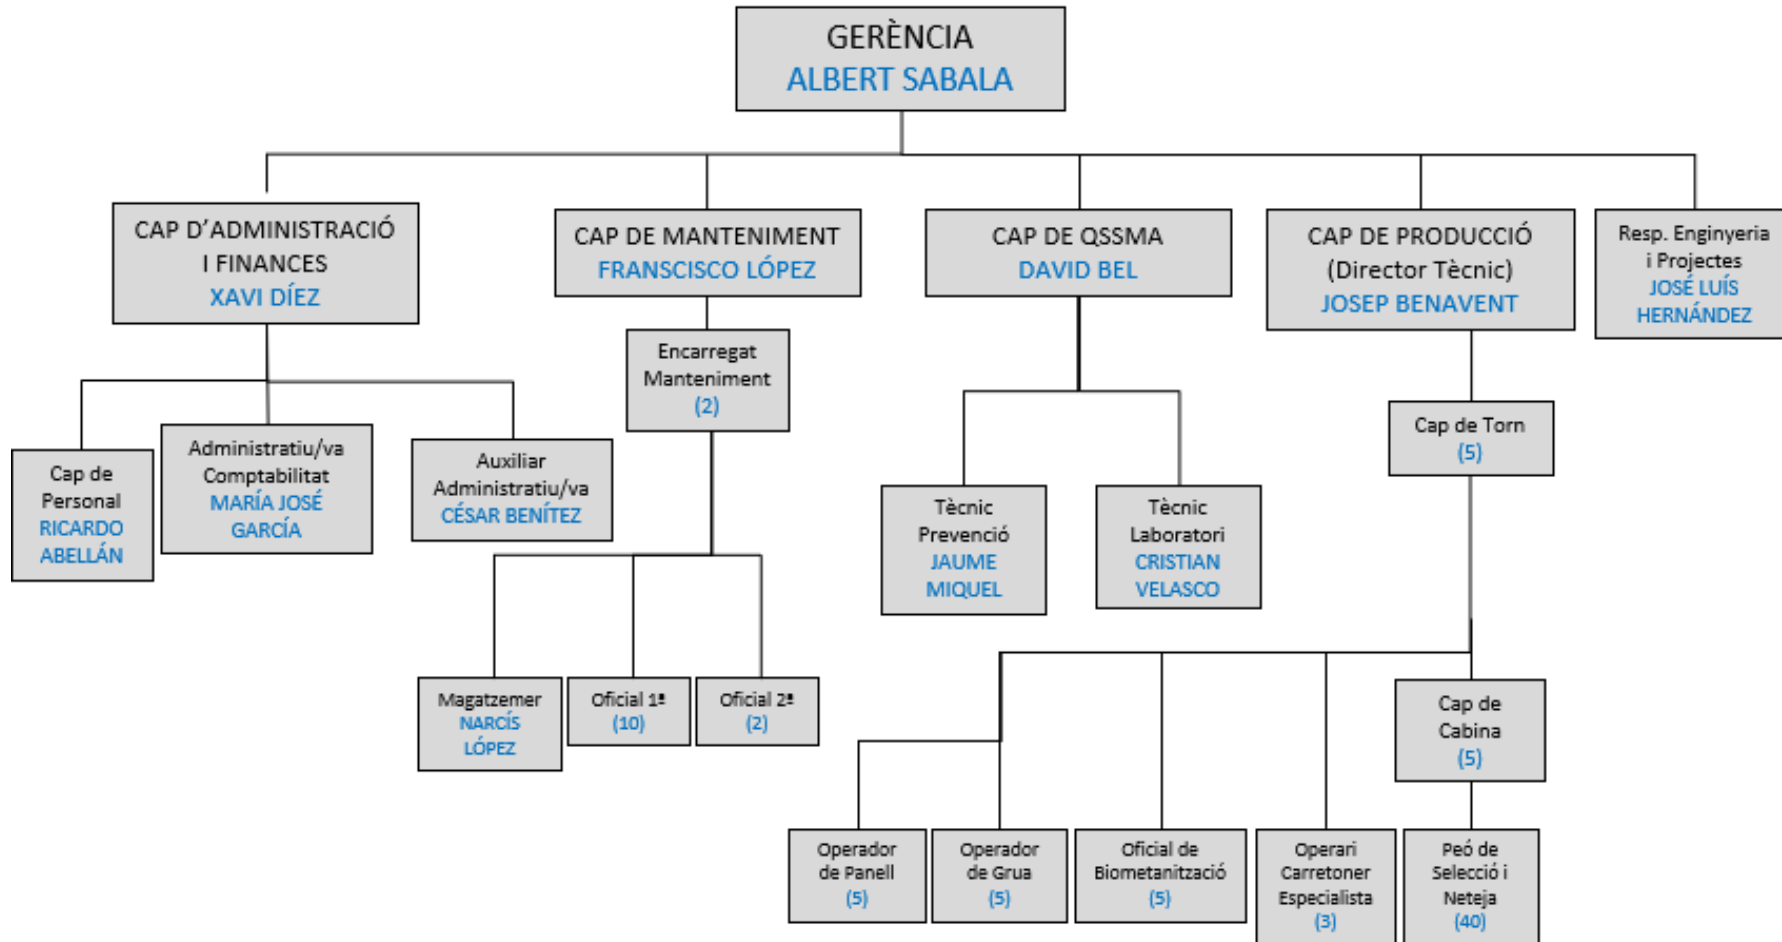 GERÈNCIA
ALBERT SABALA
CAP D'ADMINISTRACIÓ
I FINANCES
XAVI DÍEZ
CAP DE MANTENIMENT
FRANSCISCO LÓPEZ
CAP DE QSSMA
DAVID BEL
CAP DE PRODUCCIÓ
(Director Tècnic)
JOSEP BENAVENT
Resp. Enginyeria
i Projectes
JOSÉ LUÍS
HERNÁNDEZ
Encarregat
Manteniment
(2)
Cap de Torn
(5)
Cap de
Personal
RICARDO
ABELLÁN
Administratiu/va
Comptabilitat
MARÍA JOSÉ
GARCÍA
Auxiliar
Administratiu/va
CÉSAR BENÍTEZ
Tècnic
Prevenció
JAUME
MIQUEL
Tècnic
Laboratori
CRISTIAN
VELASCO
Magatzemer
NARCÍS
LÓPEZ
Oficial 1ª
(10)
Oficial 2ª
(2)
Cap de
Cabina
(5)
Operador
de Panell
(5)
Operador
de Grua
(5)
Oficial de
Biometanització
(5)
Operari
Carretoner
Especialista
(3)
Peó de
Selecció i
Neteja
(40)